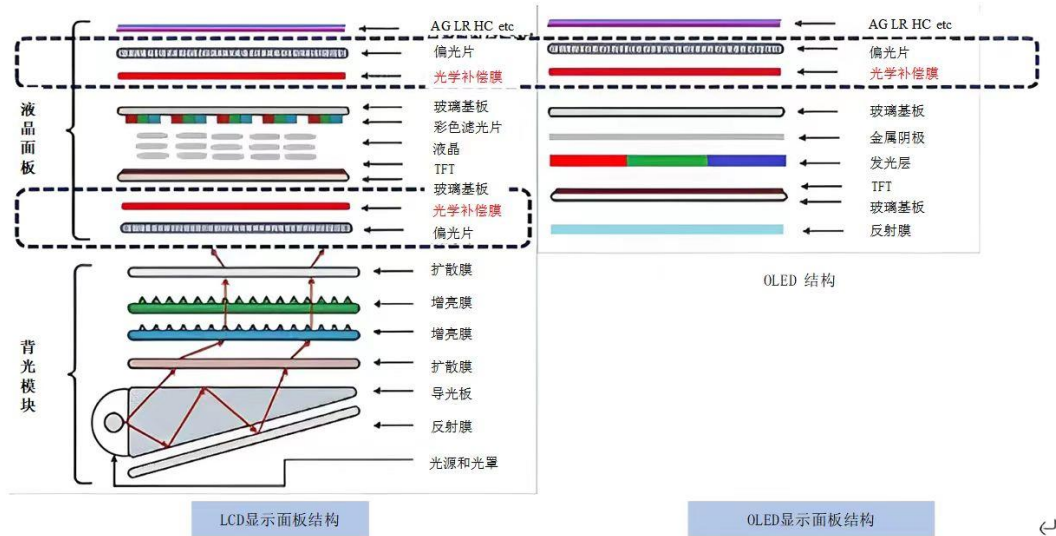 AG LR HC etc
偏光片
光学补偿膜
玻璃基板
彩色滤光片
液晶
TFT
玻璃基板
光学补偿膜
偏光片
液晶面板
扩散膜
增亮膜
增亮膜
扩散膜
导光板
反射膜
光源和光罩
背光模块
LCD显示面板结构
AG LR HC etc
偏光片
光学补偿膜
玻璃基板
金属阴极
发光层
TFT
玻璃基板
反射膜
OLED 结构
OLED显示面板结构